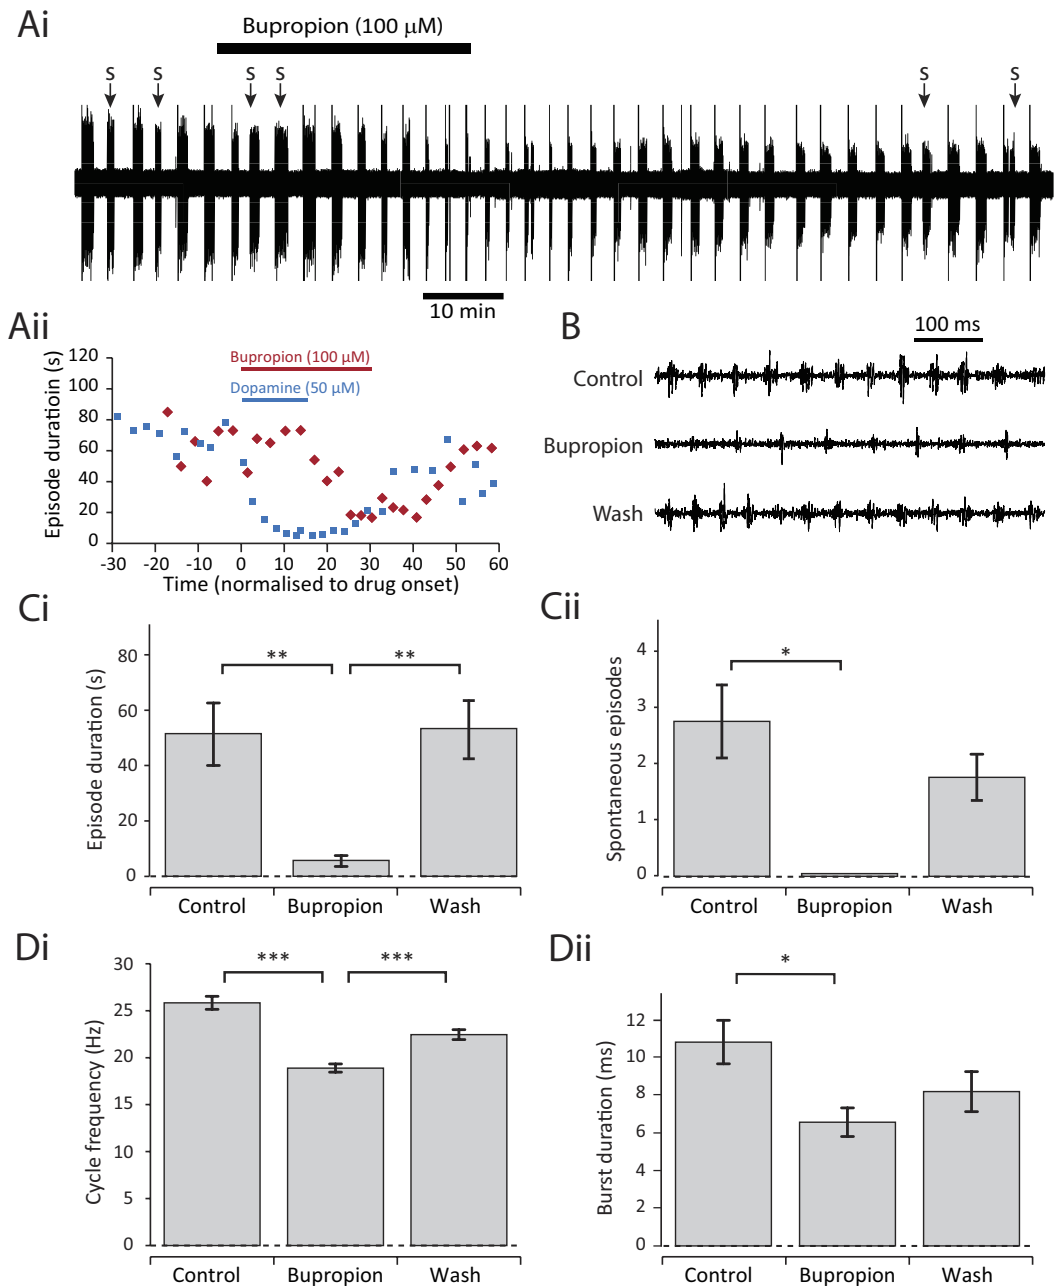 Ai
Bupropion (100 µM)
S S S S S S
10 min
Aii
Episode duratioin (s)
120
100
80
60
40
20
0
Bupropion (100 µM)
Dopamine (50 µM)
-30 -20 -10 0 10 20 30 40 50 60
Time (normalised to drug onset)
B
100 ms
Control
Bupropion
Wash
Ci
Episode duration (s)
80
60
40
20
0
** **
Control Bupropion Wash
Cii
Spontaneous episodes
4
3
2
1
0
*
Control Bupropion Wash
Di
Cycle frequency (Hz)
30
25
20
15
10
5
0
*** ***
Control Bupropion Wash
Dii
Burst duration (ms)
12
10
8
6
4
2
0
*
Control Bupropion Wash